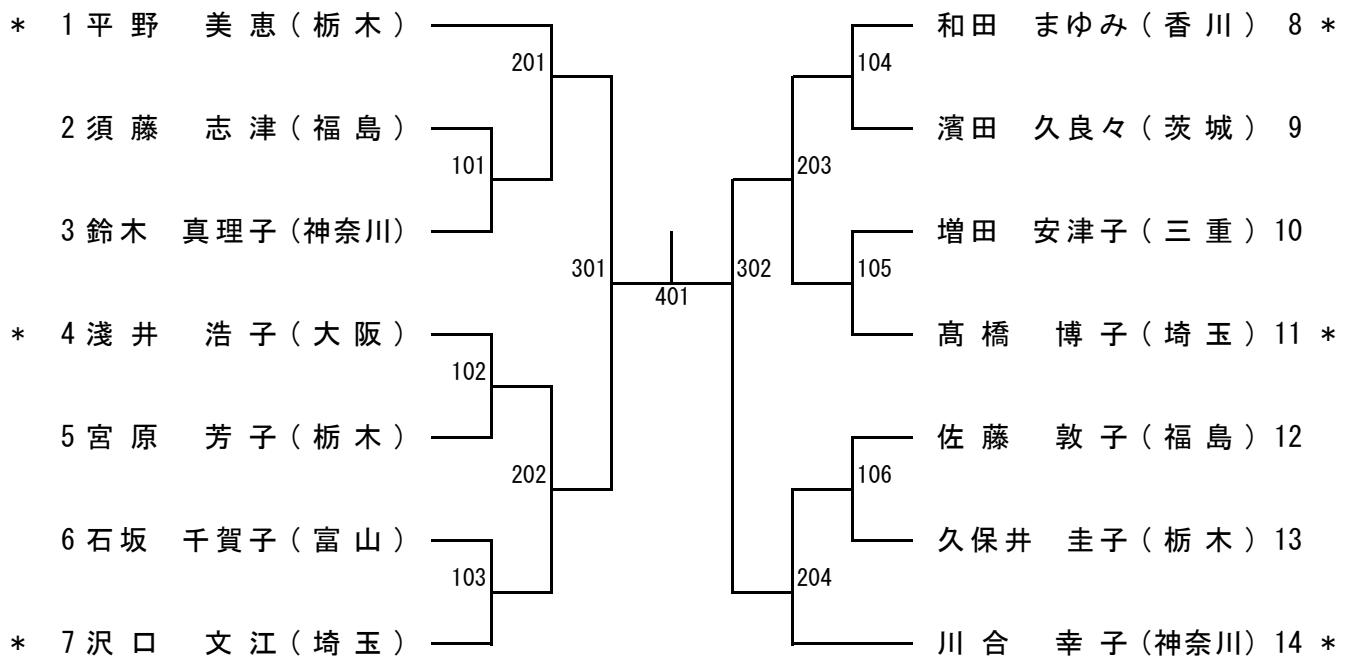 * 1 平野 美恵(栃木)
201
2 須藤 志津(福島)
101
3 鈴木 真理子(神奈川)
301
* 4 淺井 浩子(大阪)
102
5 宮原 芳子(栃木)
202
6 石坂 千賀子(富山)
103
* 7 沢口 文江(埼玉)
401
和田 まゆみ(香川) 8 *
104
濱田 久良々(茨城) 9
203
増田 安津子(三重) 10
302
105
髙橋 博子(埼玉) 11 *
佐藤 敦子(福島) 12
106
久保井 圭子(栃木) 13
204
川合 幸子(神奈川) 14 *